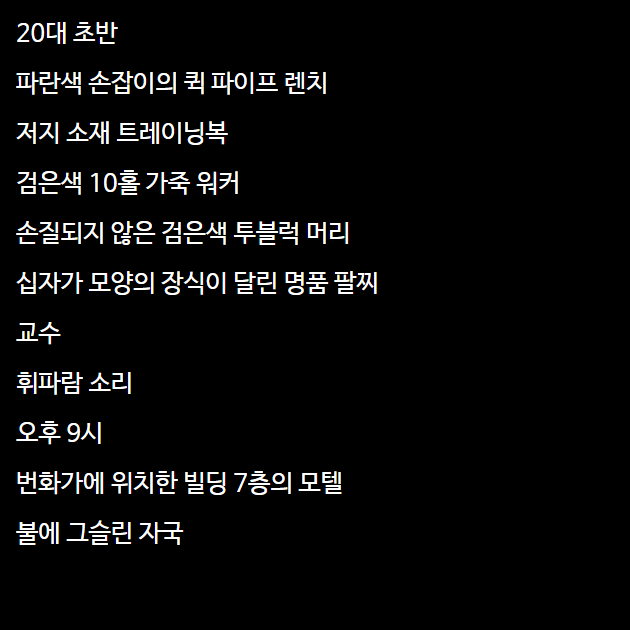 20대 초반
파란색 손잡이의 퀵 파이프 렌치
저지 소재 트레이닝복
검은색 10홀 가죽 워커
손질되지 않은 검은색 투블럭 머리
십자가 모양의 장식이 달린 명품 팔찌
교수
휘파람 소리
오후 9시
번화가에 위치한 빌딩 7층의 모텔
불에 그슬린 자국